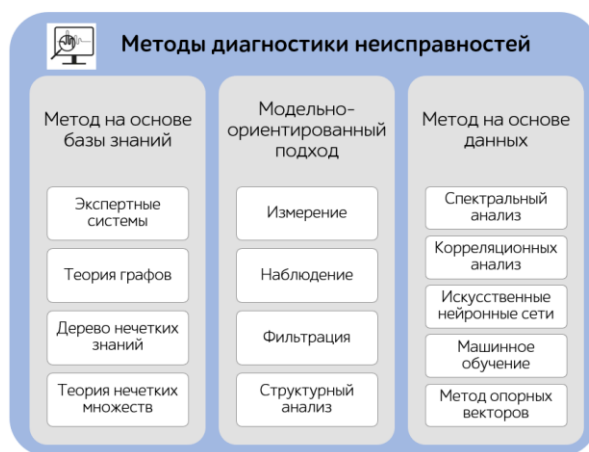 Методы диагностики неисправностей
Метод на основе
базы знаний
Экспертные
системы
Теория графов
Дерево нечетких
знаний
Теория нечетких
множеств
Модельно-
ориентированный
подход
Измерение
Наблюдение
Фильтрация
Структурный
анализ
Метод на основе
данных
Спектральный
анализ
Корреляционных
анализ
Искусственные
нейронные сети
Машинное
обучение
Метод опорных
векторов